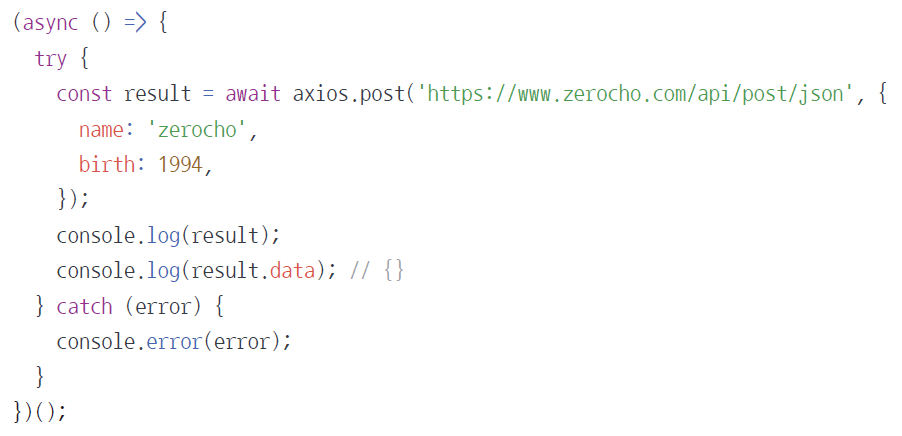 (async () => {
  try {
    const result = await axios.post('https://www.zerocho.com/api/post/json', {
      name: 'zerocho',
      birth: 1994,
    });
    console.log(result);
    console.log(result.data); // {}
  } catch (error) {
    console.error(error);
  }
})();